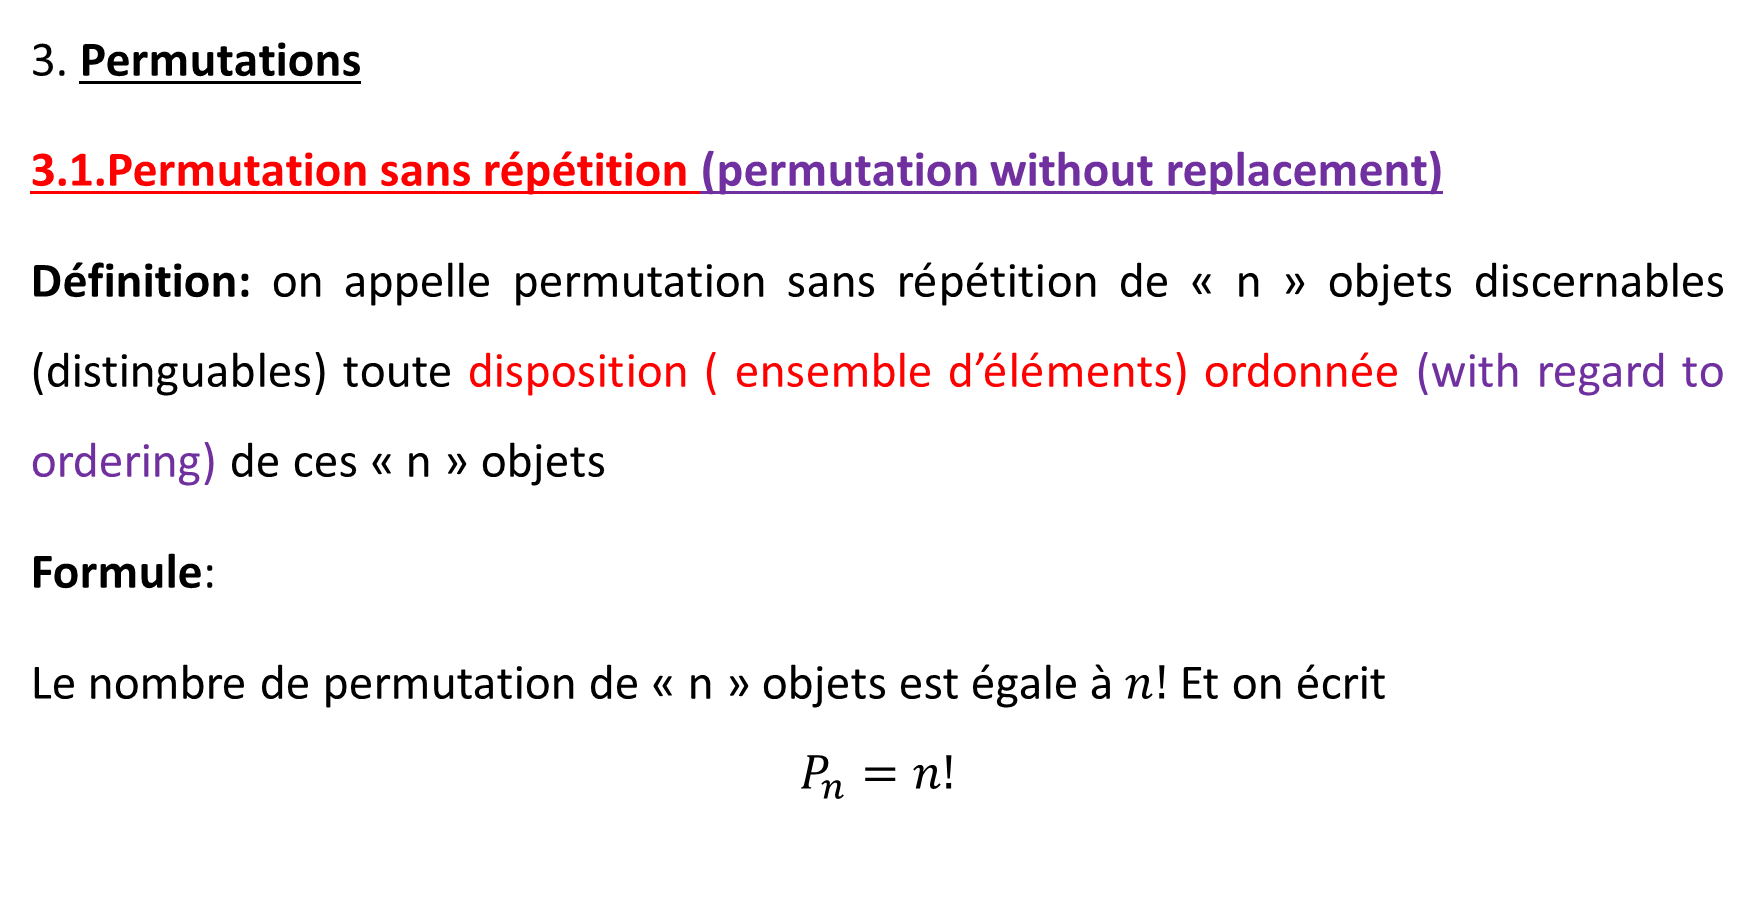 3. Permutations
3.1.Permutation sans répétition (permutation without replacement)
Définition: on appelle permutation sans répétition de « n » objets discernables
(distinguables) toute disposition ( ensemble d’éléments) ordonnée (with regard to
ordering) de ces « n » objets
Formule:
Le nombre de permutation de « n » objets est égale à 𝑛! Et on écrit
𝑃𝑛 = 𝑛!